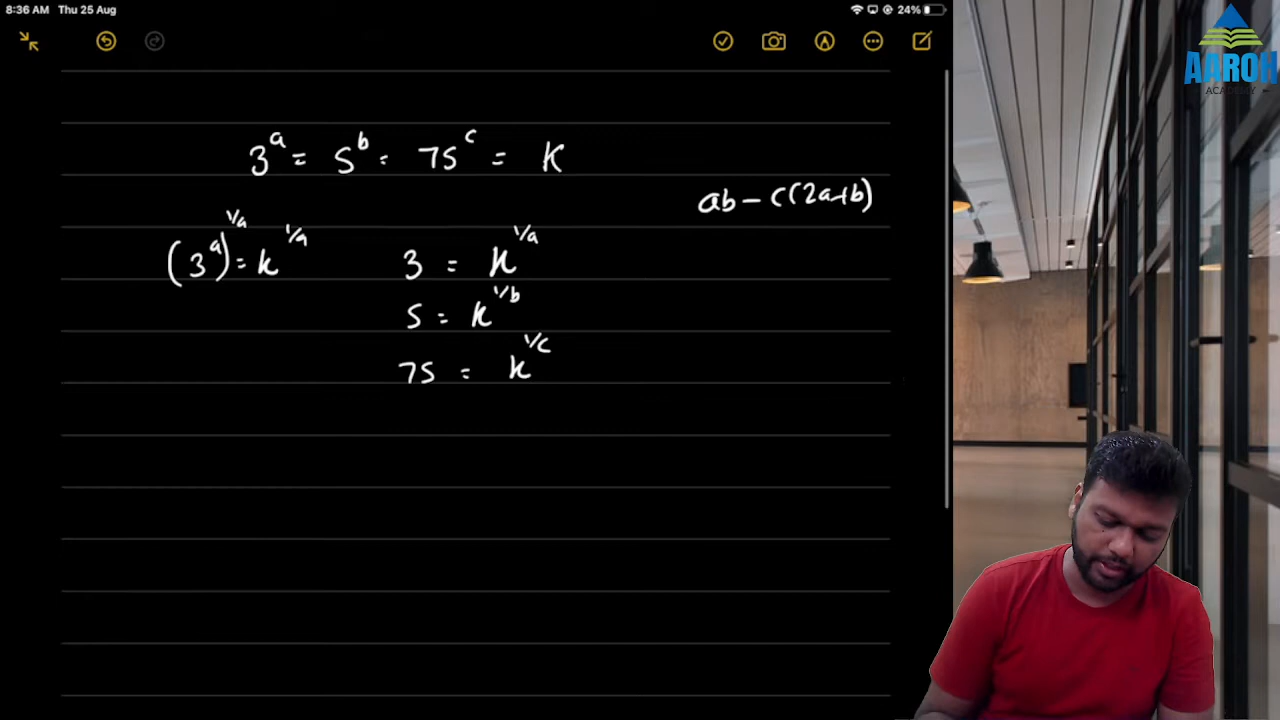 8:36 AM Thu 25 Aug 24%
AAROH
ACADEMY
3^a = 5^b = 75^c = K
ab - c(2a+b)
(3^a)^1/a = k^1/a
3 = K^1/a
5 = k^1/b
75 = k^1/c